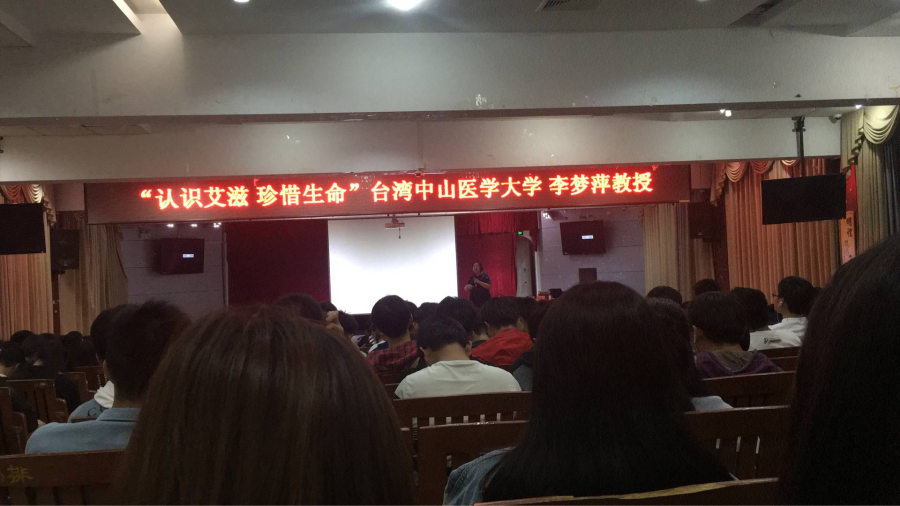 “认识艾滋 珍惜生命”台湾中山医学大学 李梦萍教授
排